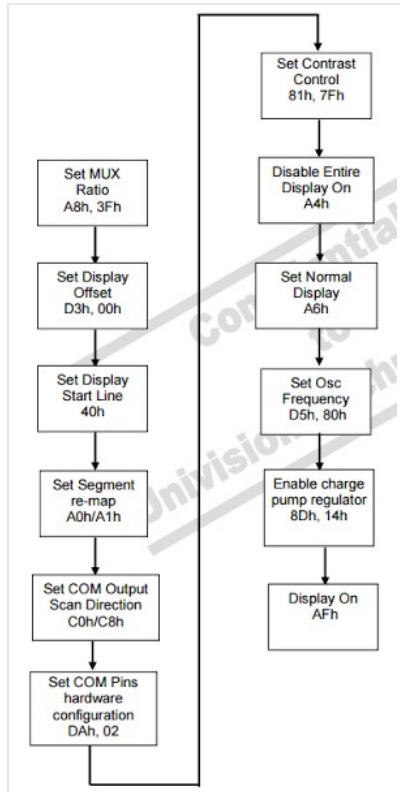 Set MUX
Ratio
A8h, 3Fh
Set Display
Offset
D3h, 00h
Set Display
Start Line
40h
Set Segment
re-map
A0h/A1h
Set COM Output
Scan Direction
C0h/C8h
Set COM Pins
hardware
configuration
DAh, 02
Set Contrast
Control
81h, 7Fh
Disable Entire
Display On
A4h
Set Normal
Display
A6h
Set Osc
Frequency
D5h, 80h
Enable charge
pump regulator
8Dh, 14h
Display On
AFh
to
Univision